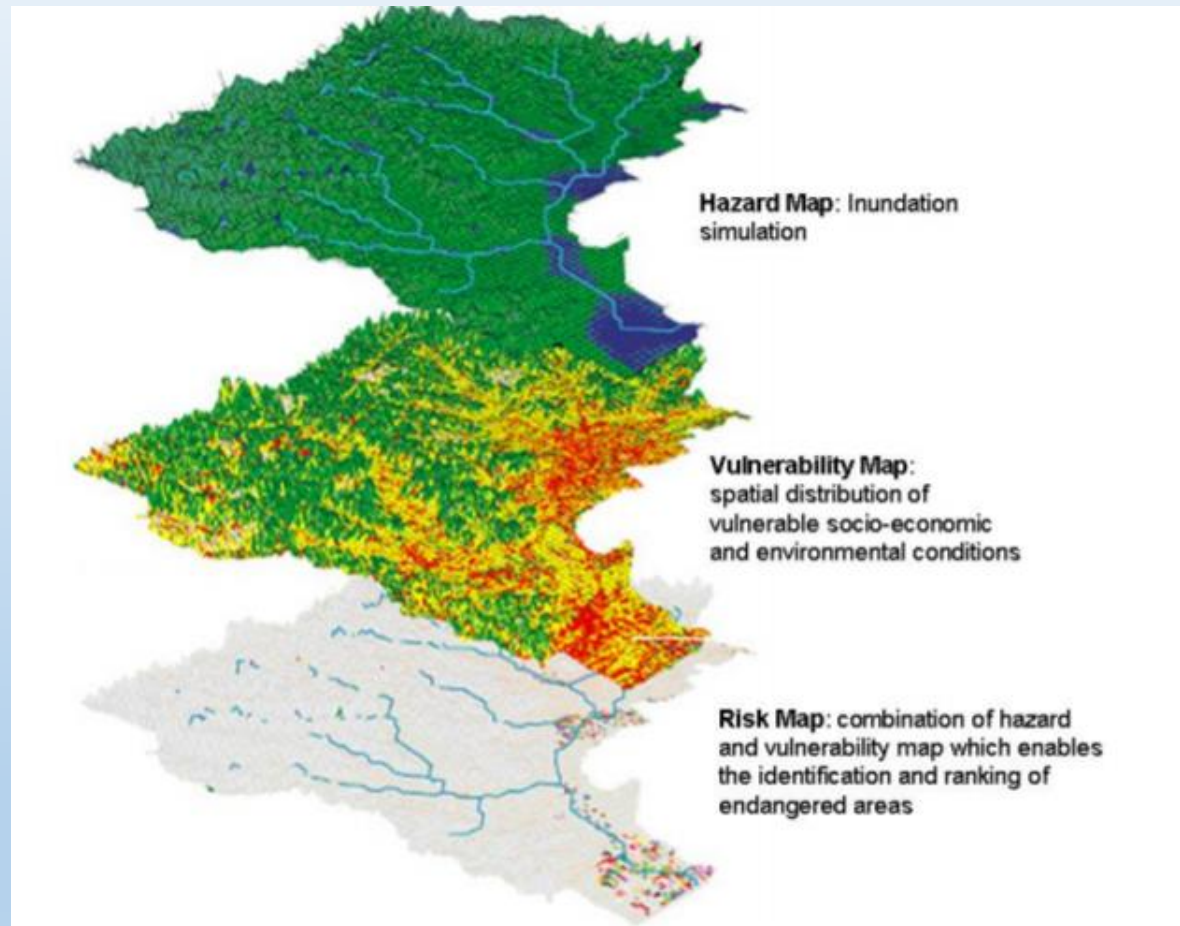 Hazard Map: Inundation
simulation
Vulnerability Map:
spatial distribution of
vulnerable socio-economic
and environmental conditions
Risk Map: combination of hazard
and vulnerability map which enables
the identification and ranking of
endangered areas